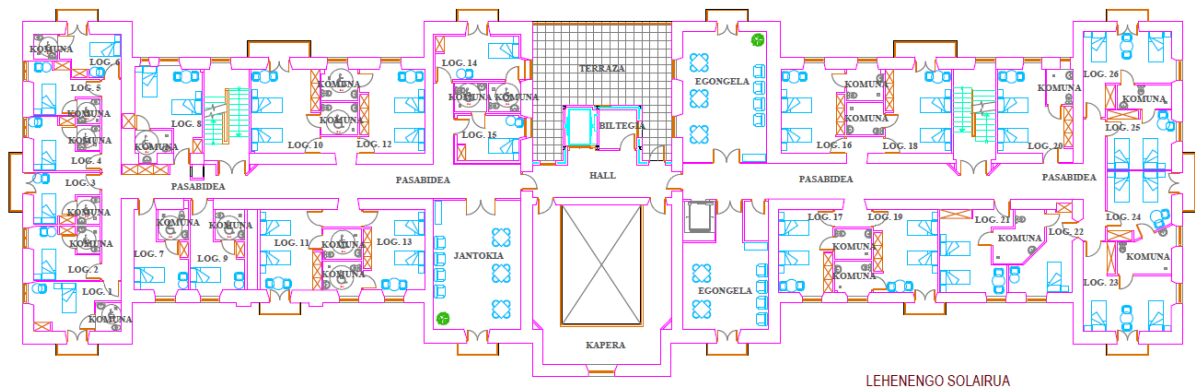 KOMUNA
LOG. 6
LOG. 5
KOMUNA
KOMUNA
LOG. 4
LOG. 3
KOMUNA
KOMUNA
LOG. 2
LOG. 1
KOMUNA
LOG. 8
KOMUNA
PASABIDEA
KOMUNA
LOG. 7
KOMUNA
LOG. 9
KOMUNA
KOMUNA
LOG. 10
LOG. 12
LOG. 11
KOMUNA
KOMUNA
LOG. 13
LOG. 14
KOMUNA
KOMUNA
LOG. 15
PASABIDEA
JANTOKIA
TERRAZA
BILTEGIA
HALL
KAPERA
EGONGELA
EGONGELA
KOMUNA
KOMUNA
LOG. 16
LOG. 18
PASABIDEA
LOG. 17
LOG. 19
KOMUNA
KOMUNA
KOMUNA
LOG. 20
PASABIDEA
LOG. 21
KOMUNA
LOG. 22
LOG. 26
KOMUNA
LOG. 25
LOG. 24
KOMUNA
LOG. 23
LEHENENGO SOLAIRUA